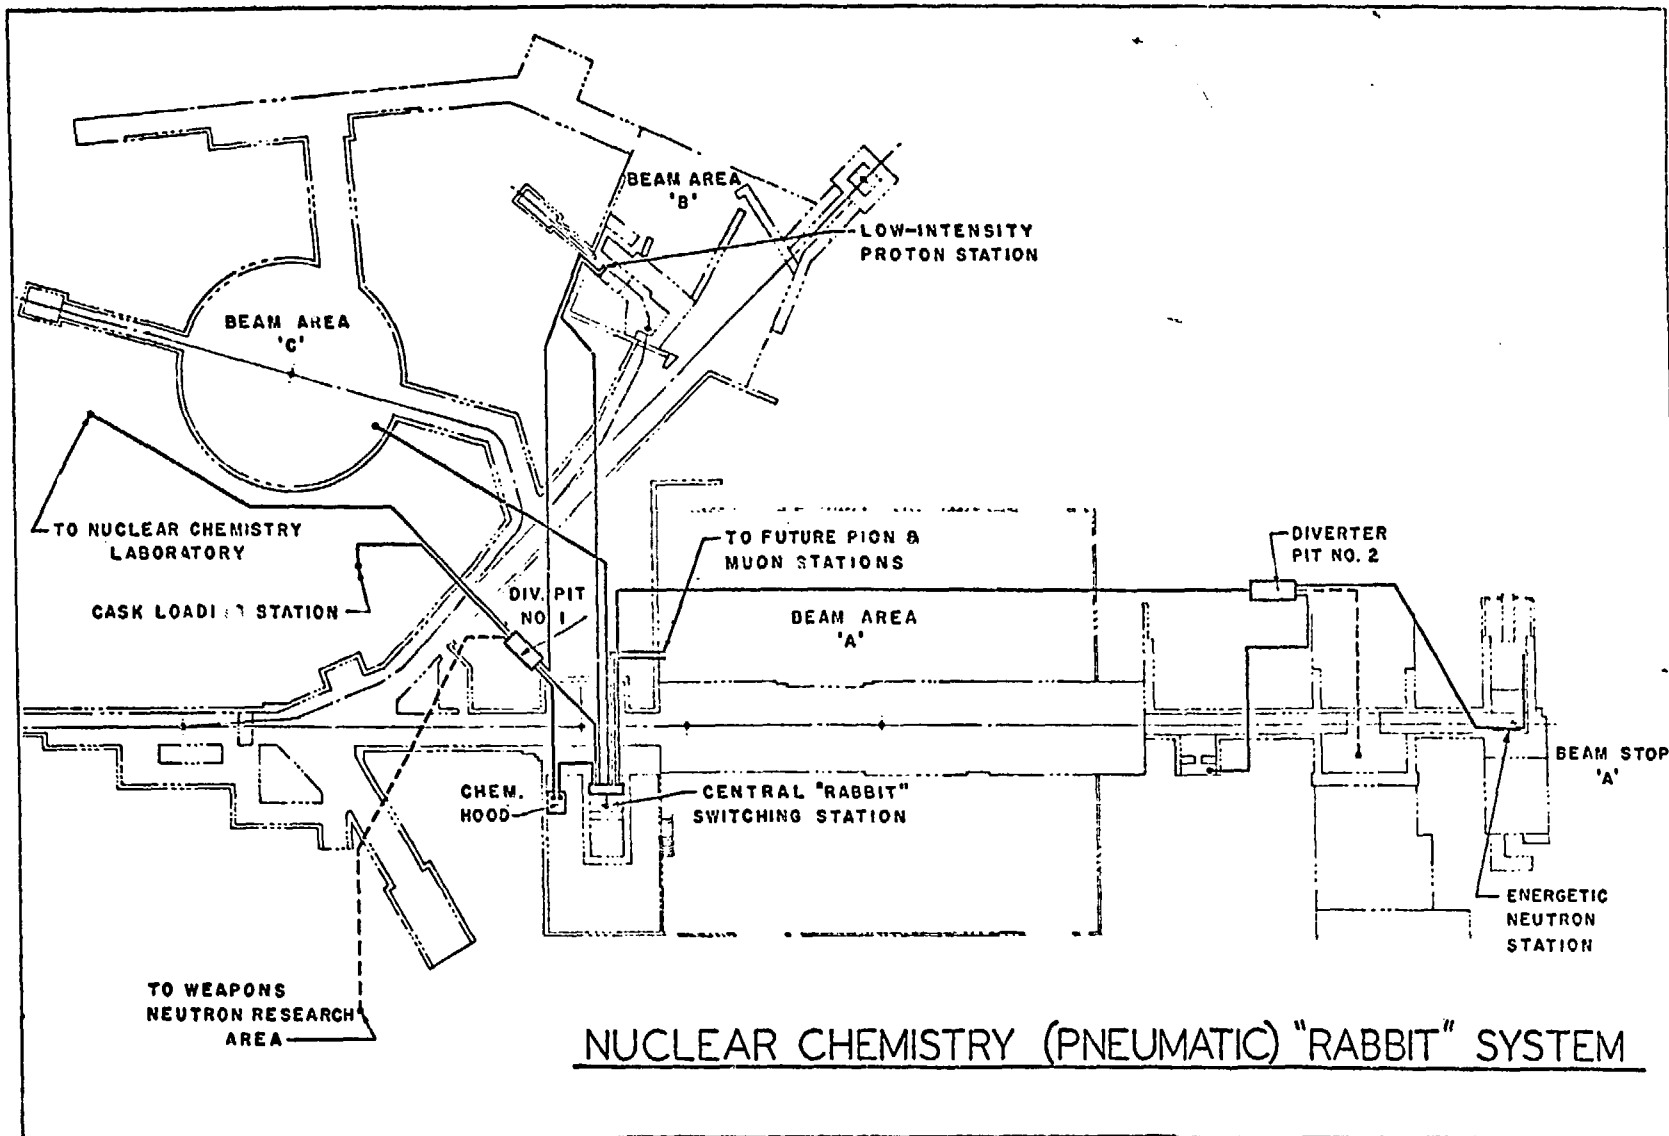 BEAM AREA
'B'
LOW-INTENSITY
PROTON STATION
BEAM AREA
'C'
TO NUCLEAR CHEMISTRY
LABORATORY
TO FUTURE PION &
MUON STATIONS
DIVERTER
PIT NO. 2
CASK STATION
DIV. PIT
NO. 1
BEAM AREA
'A'
BEAM STOP
'A'
CHEM.
HOOD
CENTRAL "RABBIT"
SWITCHING STATION
ENERGETIC
NEUTRON
STATION
TO WEAPONS
NEUTRON RESEARCH
AREA
NUCLEAR CHEMISTRY (PNEUMATIC) "RABBIT" SYSTEM